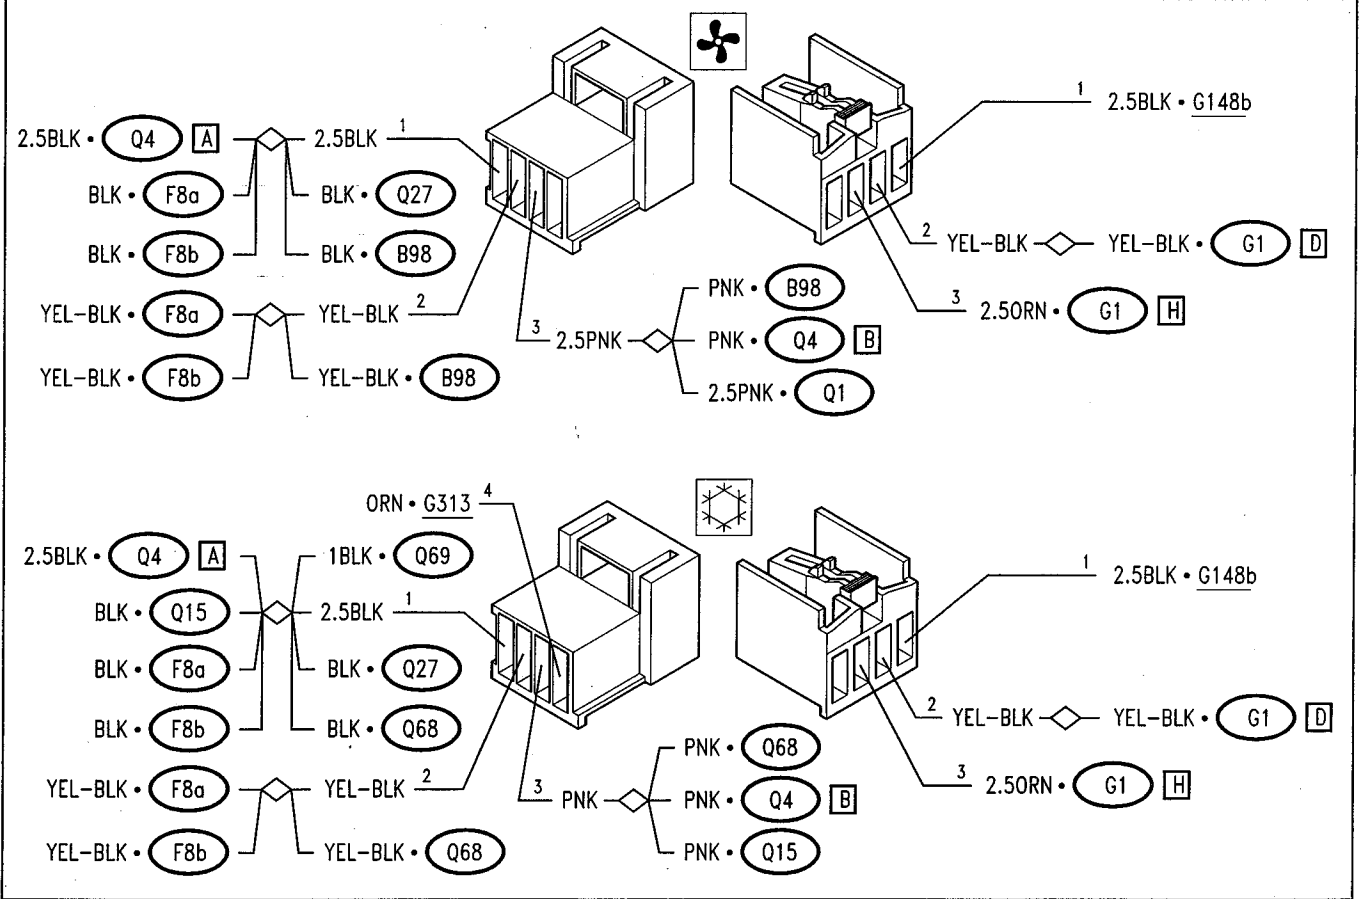 1 2.5BLK • G148b
2.5BLK • Q4 A 2.5BLK 1
BLK • F8a BLK • Q27
BLK • F8b BLK • B98
2 YEL-BLK YEL-BLK • G1 D
YEL-BLK • F8a YEL-BLK 2
PNK • B98
3 2.5ORN • G1 H
3 2.5PNK PNK • Q4 B
YEL-BLK • F8b YEL-BLK • B98
2.5PNK • Q1
ORN • G313 4
2.5BLK • Q4 A 1BLK • Q69
1 2.5BLK • G148b
BLK • Q15 2.5BLK 1
BLK • F8a BLK • Q27
BLK • F8b BLK • Q68
2 YEL-BLK YEL-BLK • G1 D
PNK • Q68
YEL-BLK • F8a YEL-BLK 2
3 2.5ORN • G1 H
3 PNK PNK • Q4 B
YEL-BLK • F8b YEL-BLK • Q68
PNK • Q15